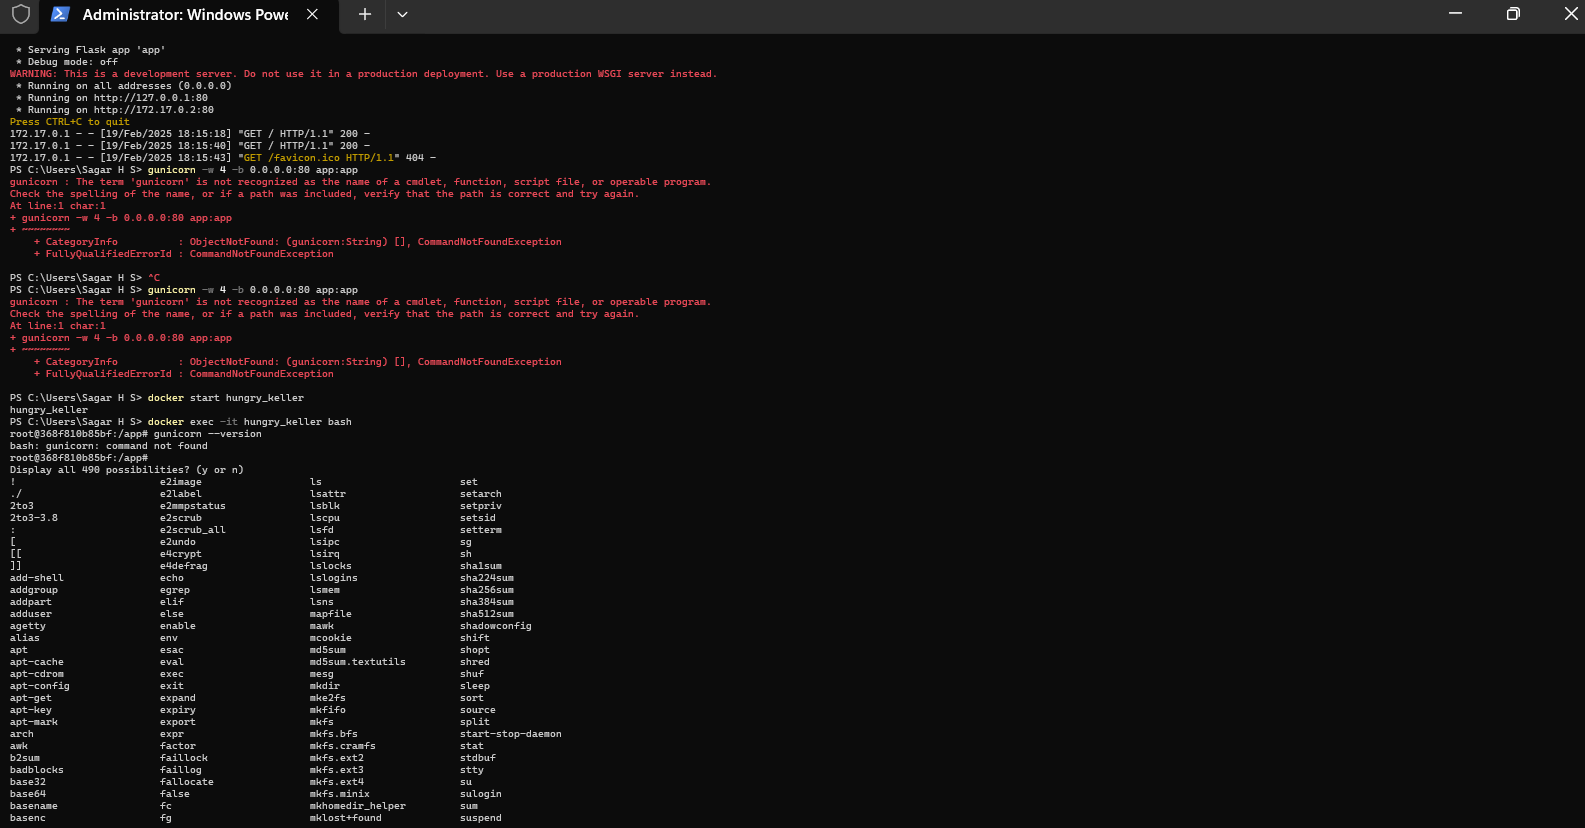 Administrator: Windows Powe
 * Serving Flask app 'app'
 * Debug mode: off
WARNING: This is a development server. Do not use it in a production deployment. Use a production WSGI server instead.
 * Running on all addresses (0.0.0.0)
 * Running on http://127.0.0.1:80
 * Running on http://172.17.0.2:80
Press CTRL+C to quit
172.17.0.1 - - [19/Feb/2025 18:15:18] "GET / HTTP/1.1" 200 -
172.17.0.1 - - [19/Feb/2025 18:15:40] "GET / HTTP/1.1" 200 -
172.17.0.1 - - [19/Feb/2025 18:15:43] "GET /favicon.ico HTTP/1.1" 404 -
PS C:\Users\Sagar H S> gunicorn -w 4 -b 0.0.0.0:80 app:app
gunicorn : The term 'gunicorn' is not recognized as the name of a cmdlet, function, script file, or operable program.
Check the spelling of the name, or if a path was included, verify that the path is correct and try again.
At line:1 char:1
+ gunicorn -w 4 -b 0.0.0.0:80 app:app
+ ~~~~~~~~
    + CategoryInfo          : ObjectNotFound: (gunicorn:String) [], CommandNotFoundException
    + FullyQualifiedErrorId : CommandNotFoundException
PS C:\Users\Sagar H S> ^C
PS C:\Users\Sagar H S> gunicorn -w 4 -b 0.0.0.0:80 app:app
gunicorn : The term 'gunicorn' is not recognized as the name of a cmdlet, function, script file, or operable program.
Check the spelling of the name, or if a path was included, verify that the path is correct and try again.
At line:1 char:1
+ gunicorn -w 4 -b 0.0.0.0:80 app:app
+ ~~~~~~~~
    + CategoryInfo          : ObjectNotFound: (gunicorn:String) [], CommandNotFoundException
    + FullyQualifiedErrorId : CommandNotFoundException
PS C:\Users\Sagar H S> docker start hungry_keller
hungry_keller
PS C:\Users\Sagar H S> docker exec -it hungry_keller bash
root@368f810b85bf:/app# gunicorn --version
bash: gunicorn: command not found
root@368f810b85bf:/app#
Display all 490 possibilities? (y or n)
!                        e2image                  ls                       set
./                       e2label                  lsattr                   setarch
2to3                     e2mmpstatus              lsblk                    setpriv
2to3-3.8                 e2scrub                  lscpu                    setsid
:                        e2scrub_all              lsfd                     setterm
[                        e2undo                   lsipc                    sg
[[                       e4crypt                  lsirq                    sh
]]                       e4defrag                 lslocks                  sha1sum
add-shell                echo                     lslogins                 sha224sum
addgroup                 egrep                    lsmem                    sha256sum
addpart                  elif                     lsns                     sha384sum
adduser                  else                     mapfile                  sha512sum
agetty                   enable                   mawk                     shadowconfig
alias                    env                      mcookie                  shift
apt                      esac                     md5sum                   shopt
apt-cache                eval                     md5sum.textutils         shred
apt-cdrom                exec                     mesg                     shuf
apt-config               exit                     mkdir                    sleep
apt-get                  expand                   mke2fs                   sort
apt-key                  expiry                   mkfifo                   source
apt-mark                 export                   mkfs                     split
arch                     expr                     mkfs.bfs                 start-stop-daemon
awk                      factor                   mkfs.cramfs              stat
b2sum                    faillock                 mkfs.ext2                stdbuf
badblocks                faillog                  mkfs.ext3                stty
base32                   fallocate                mkfs.ext4                su
base64                   false                    mkfs.minix               sulogin
basename                 fc                       mkhomedir_helper         sum
basenc                   fg                       mklost+found             suspend